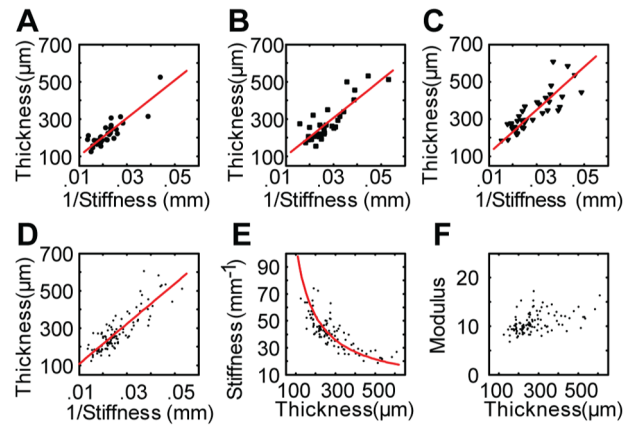 A
B
C
Thickness(μm)
700
500
300
100
.01 .03 .05
1/Stiffness (mm)
Thickness(μm)
700
500
300
100
.01 .03 .05
1/Stiffness (mm)
Thickness(μm)
700
500
300
100
.01 .03 .05
1/Stiffness (mm)
D
E
F
Thickness(μm)
700
500
300
100
.01 .03 .05
1/Stiffness (mm)
Stiffness (mm⁻¹)
90
70
50
30
10
100 300 500
Thickness(μm)
Modulus
20
10
0
100 300 500
Thickness(μm)